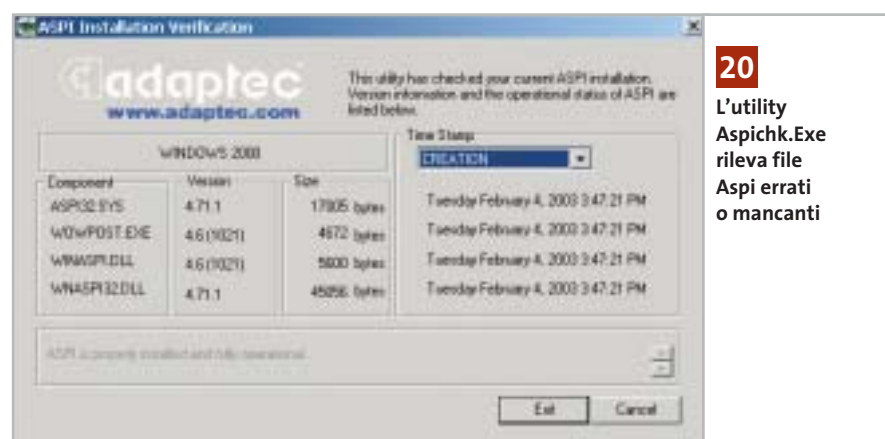 ASPI Installation Verification
adaptec
www.adaptec.com
This utility has checked your current ASPI installation.
Version information and the operational status of ASPI are
listed below.
WINDOWS 2000
Time Stamp
CREATION
Component Version Size
ASPI32.SYS 4.71.1 17005 bytes Tuesday February 4, 2003 3:47:21 PM
WOWPOST.EXE 4.6 (1021) 4672 bytes Tuesday February 4, 2003 3:47:21 PM
WINASPI.DLL 4.6 (1021) 5600 bytes Tuesday February 4, 2003 3:47:21 PM
WNASPI32.DLL 4.71.1 45056 bytes Tuesday February 4, 2003 3:47:21 PM
ASPI is properly installed and fully operational.
Exit Cancel
20
L'utility
Aspichk.Exe
rileva file
Aspi errati
o mancanti